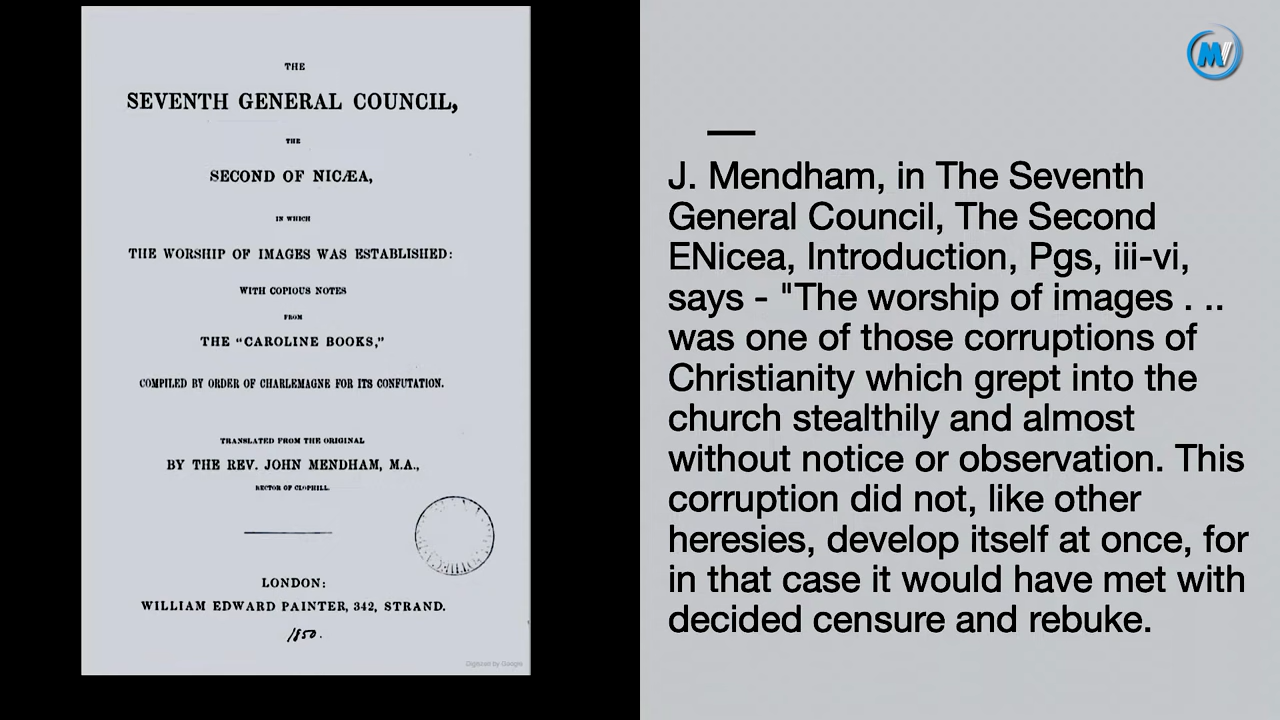 THE
SEVENTH GENERAL COUNCIL,
THE
SECOND OF NICÆA,
IN WHICH
THE WORSHIP OF IMAGES WAS ESTABLISHED:
WITH COPIOUS NOTES
FROM
THE "CAROLINE BOOKS,"
COMPILED BY ORDER OF CHARLEMAGNE FOR ITS CONFUTATION.
TRANSLATED FROM THE ORIGINAL
BY THE REV. JOHN MENDHAM, M.A.,
RECTOR OF CLOPHILL.
LONDON:
WILLIAM EDWARD PAINTER, 342, STRAND.
1850.
Digitized by Google
MV
J. Mendham, in The Seventh
General Council, The Second
ENicea, Introduction, Pgs, iii-vi,
says - "The worship of images . ..
was one of those corruptions of
Christianity which grept into the
church stealthily and almost
without notice or observation. This
corruption did not, like other
heresies, develop itself at once, for
in that case it would have met with
decided censure and rebuke.